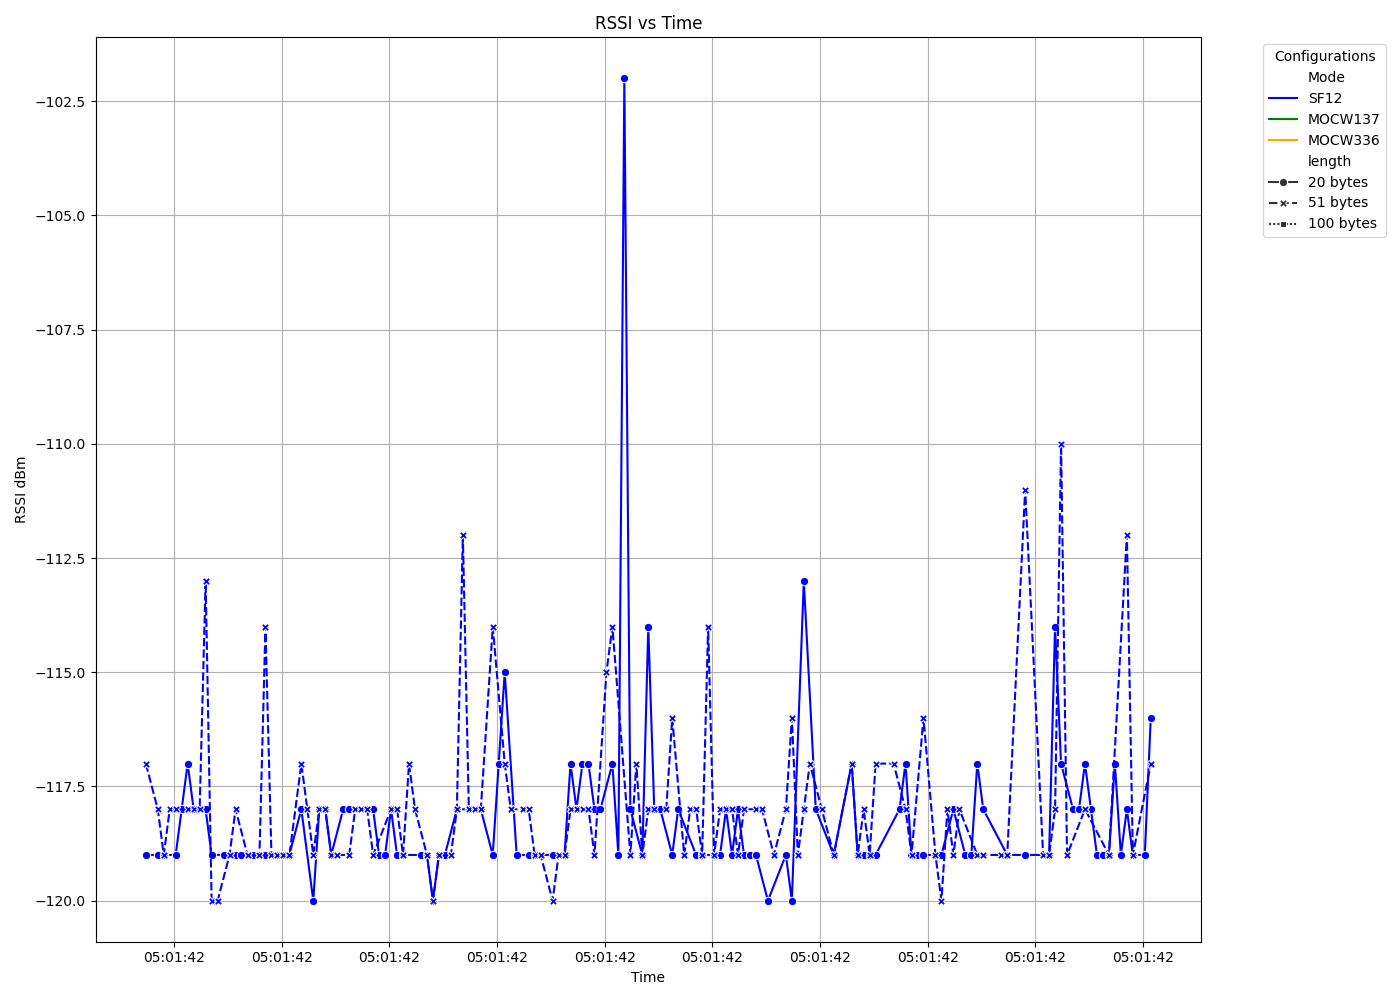 RSSI vs Time
Configurations
Mode
SF12
MOCW137
MOCW336
length
20 bytes
51 bytes
100 bytes
−102.5
−105.0
−107.5
−110.0
−112.5
−115.0
−117.5
−120.0
RSSI dBm
05:01:42 05:01:42 05:01:42 05:01:42 05:01:42 05:01:42 05:01:42 05:01:42 05:01:42 05:01:42
Time